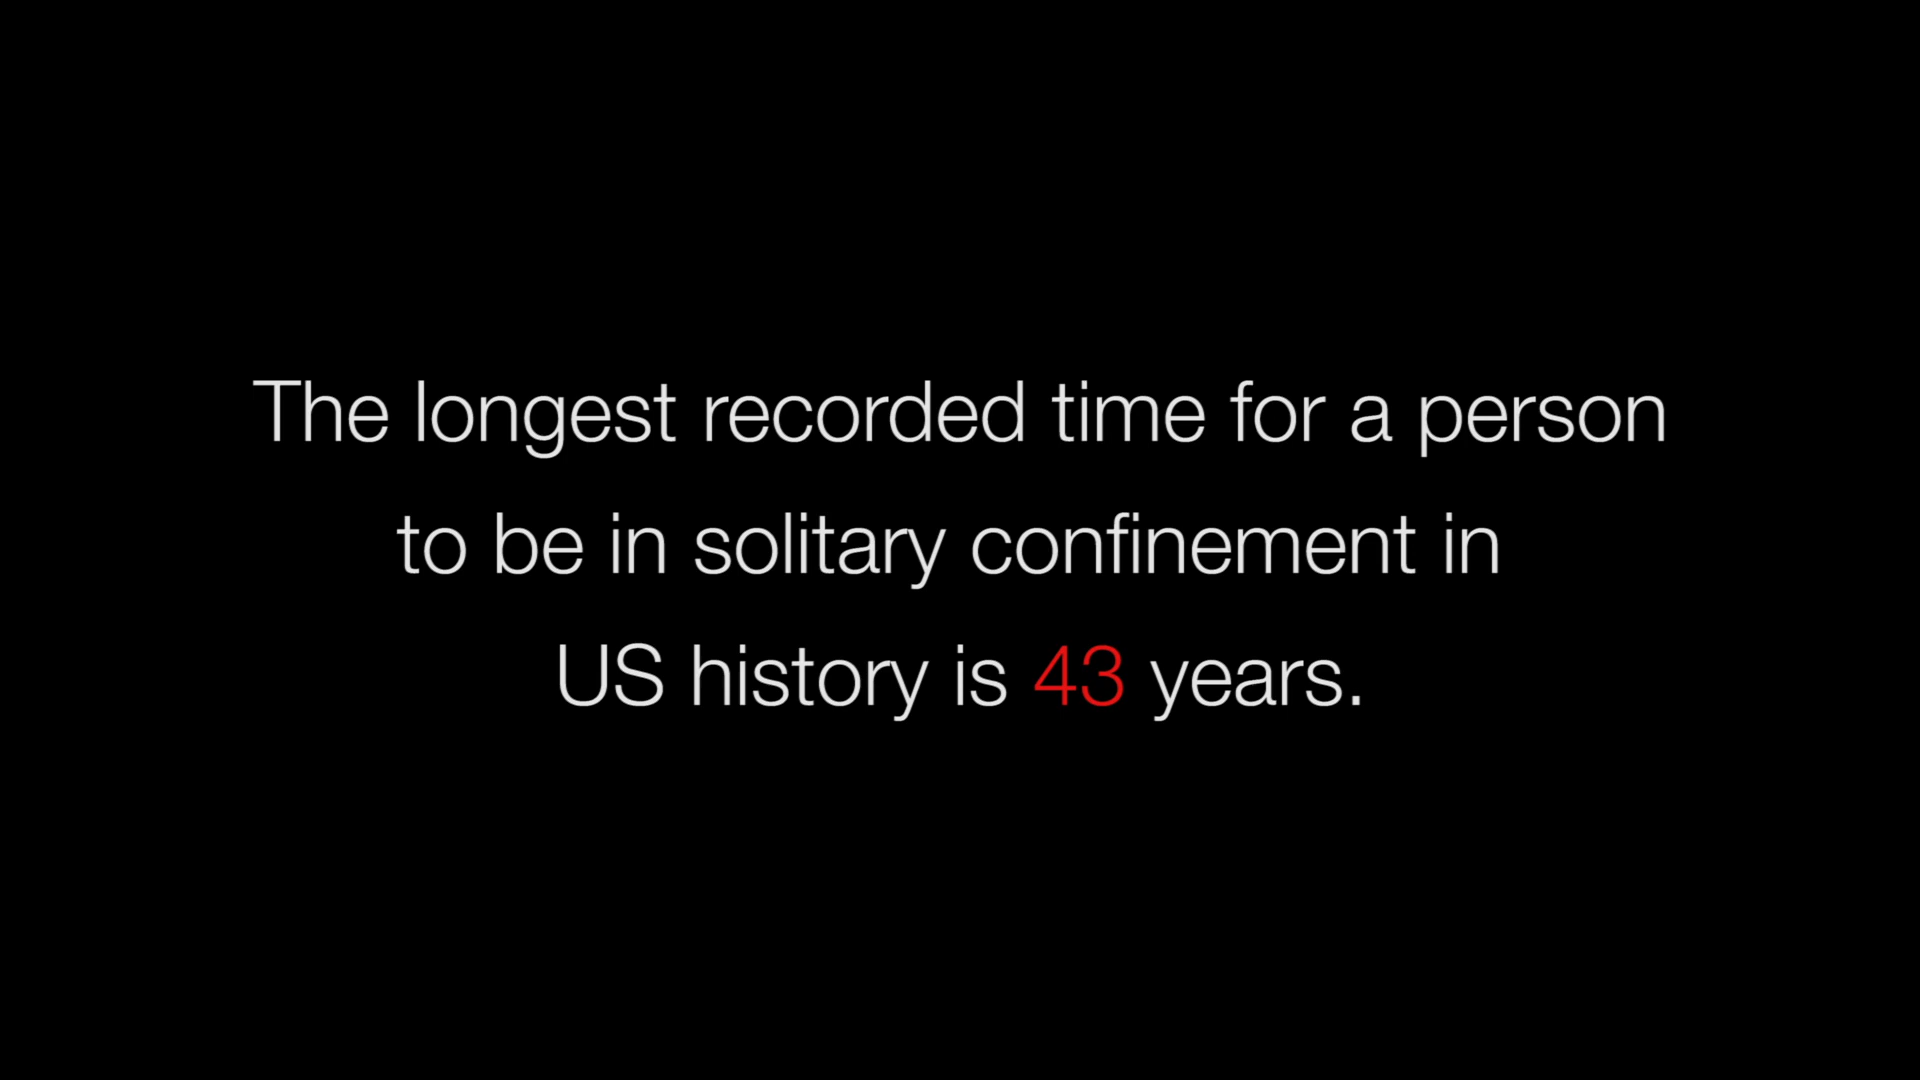 The longest recorded time for a person
to be in solitary confinement in
US history is 43 years.